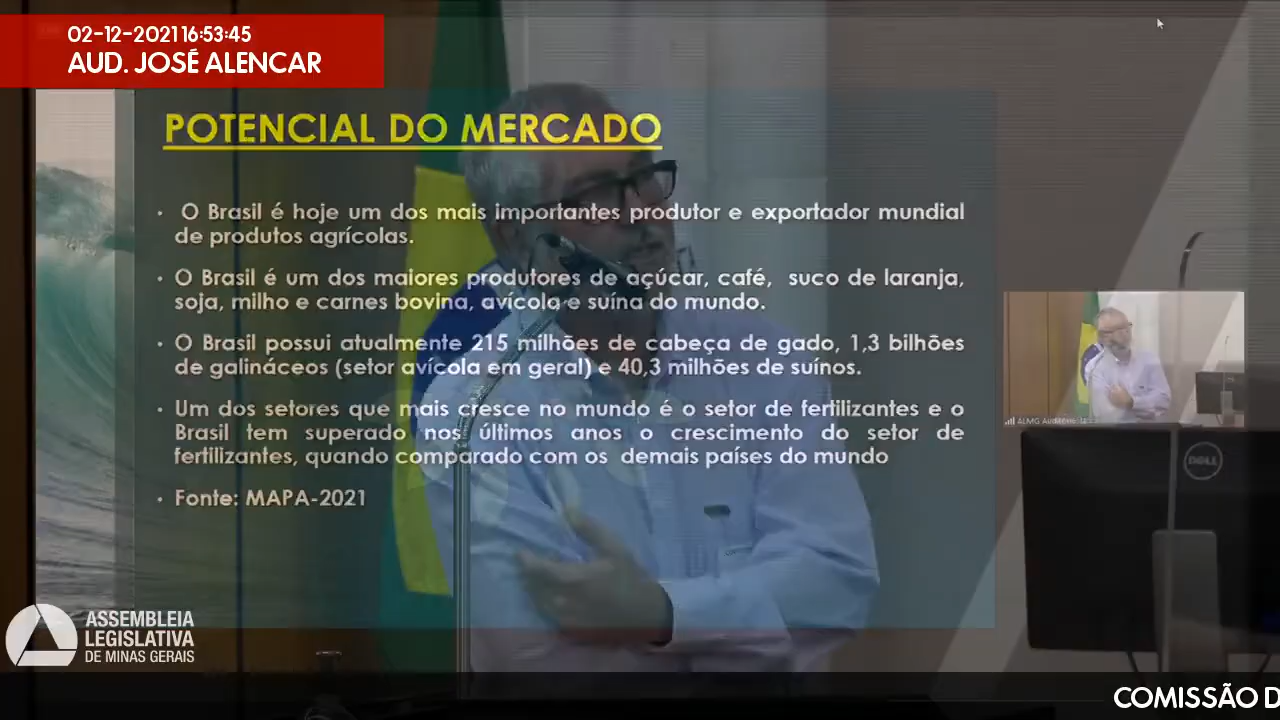 02-12-2021 16:53:45
AUD. JOSÉ ALENCAR
POTENCIAL DO MERCADO
• O Brasil é hoje um dos mais importantes produtor e exportador mundial
de produtos agrícolas.
• O Brasil é um dos maiores produtores de açúcar, café, suco de laranja,
soja, milho e carnes bovina, avícola e suína do mundo.
• O Brasil possui atualmente 215 milhões de cabeça de gado, 1,3 bilhões
de galináceos (setor avícola em geral) e 40,3 milhões de suínos.
• Um dos setores que mais cresce no mundo é o setor de fertilizantes e o
Brasil tem superado nos últimos anos o crescimento do setor de
fertilizantes, quando comparado com os demais países do mundo
• Fonte: MAPA-2021
DELL
ASSEMBLEIA
LEGISLATIVA
DE MINAS GERAIS
COMISSÃO D